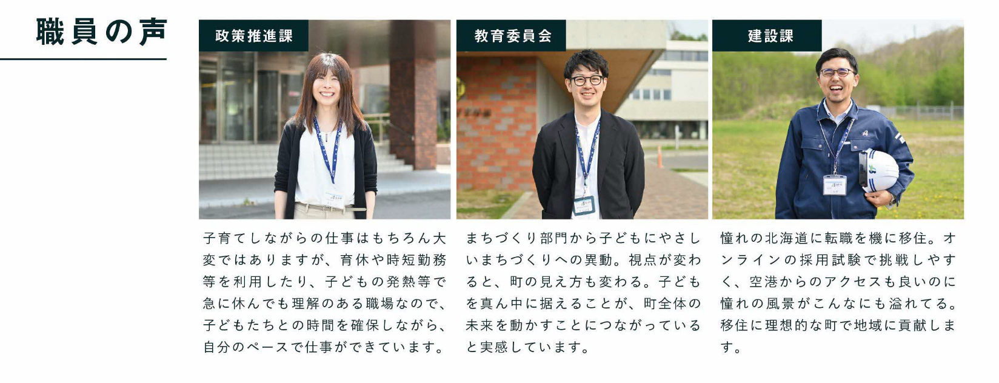 職員の声
政策推進課
子育てしながらの仕事はもちろん大
変ではありますが、育休や時短勤務
等を利用したり、子どもの発熱等で
急に休んでも理解のある職場なので、
子どもたちとの時間を確保しながら、
自分のペースで仕事ができています。
教育委員会
まちづくり部門から子どもにやさし
いまちづくりへの異動。視点が変わ
ると、町の見え方も変わる。子ども
を真ん中に据えることが、町全体の
未来を動かすことにつながっている
と実感しています。
建設課
憧れの北海道に転職を機に移住。オ
ンラインの採用試験で挑戦しやす
く、空港からのアクセスも良いのに
憧れの風景がこんなにも溢れてる。
移住に理想的な町で地域に貢献しま
す。